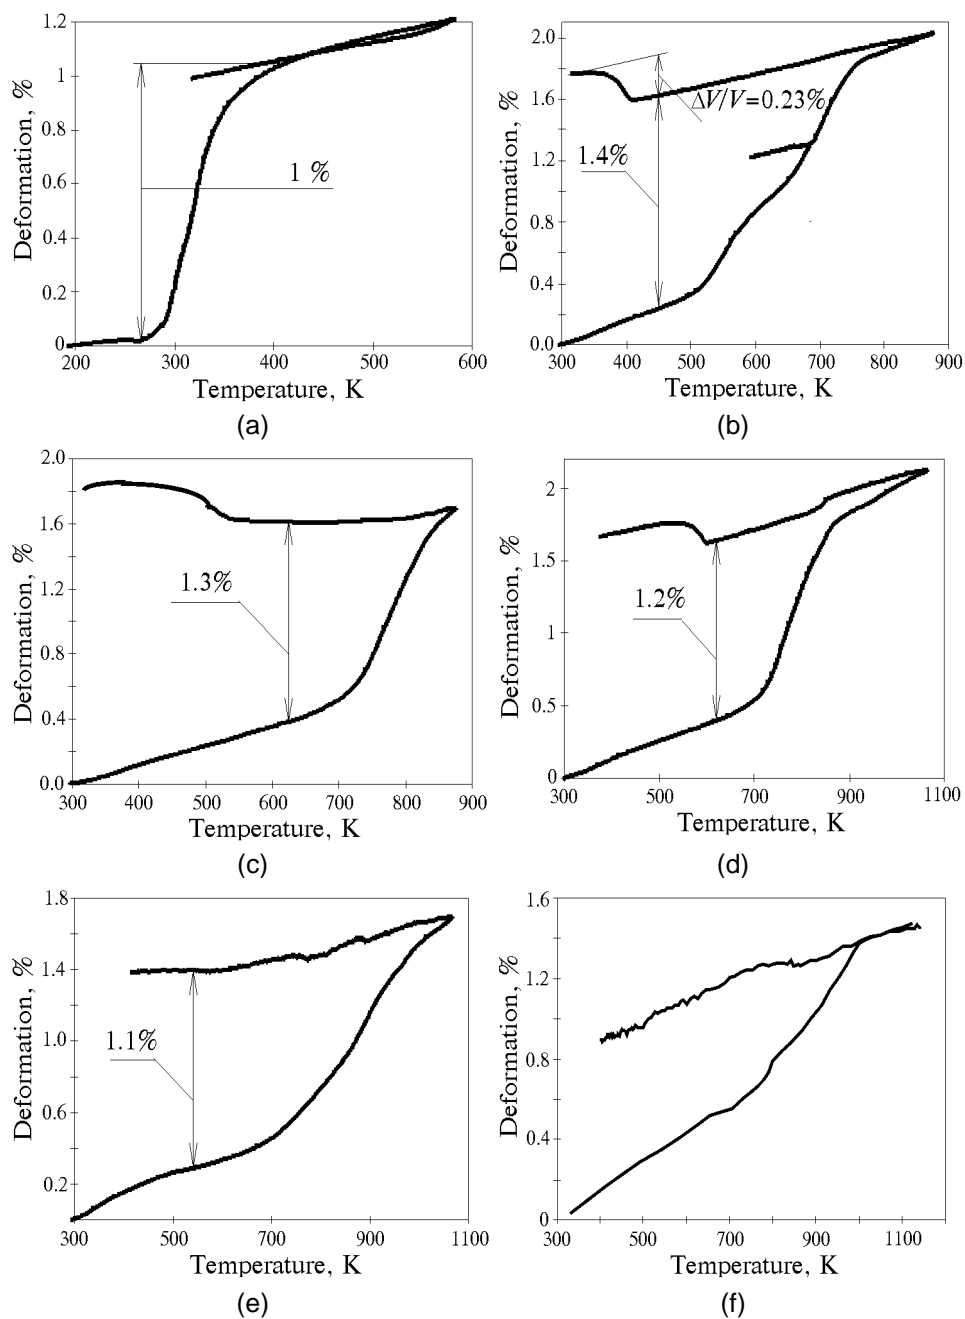 1.2
1
0.8
0.6
0.4
0.2
0
200 300 400 500 600
Deformation, %
Temperature, K
1 %
(a)
2.0
1.6
1.2
0.8
0.4
0
300 400 500 600 700 800 900
Deformation, %
Temperature, K
ΔV/V=0.23%
1.4%
(b)
2.0
1.6
1.2
0.8
0.4
0.0
300 400 500 600 700 800 900
Deformation, %
Temperature, K
1.3%
(c)
2
1.5
1
0.5
0
300 500 700 900 1100
Deformation, %
Temperature, K
1.2%
(d)
1.8
1.4
1.0
0.6
0.2
300 500 700 900 1100
Deformation, %
Temperature, K
1.1%
(e)
1.6
1.2
0.8
0.4
0
300 500 700 900 1100
Deformation, %
Temperature, K
(f)